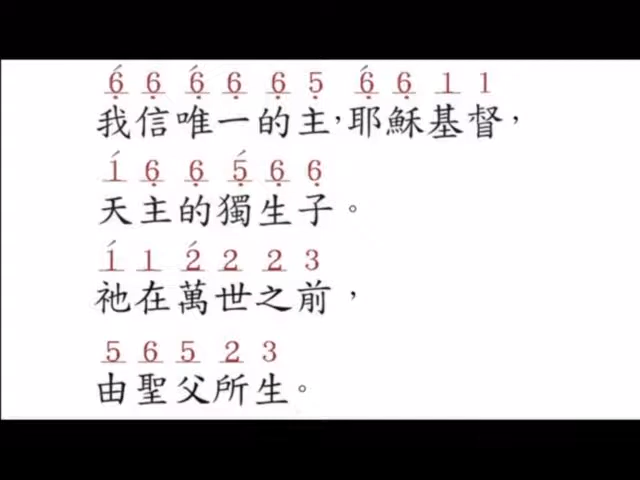 6 6 6 6 6 5 6 6 1 1
我信唯一的主,耶穌基督,
1 6 6 5 6 6
天主的獨生子。
1 1 2 2 2 3
祂在萬世之前,
5 6 5 2 3
由聖父所生。